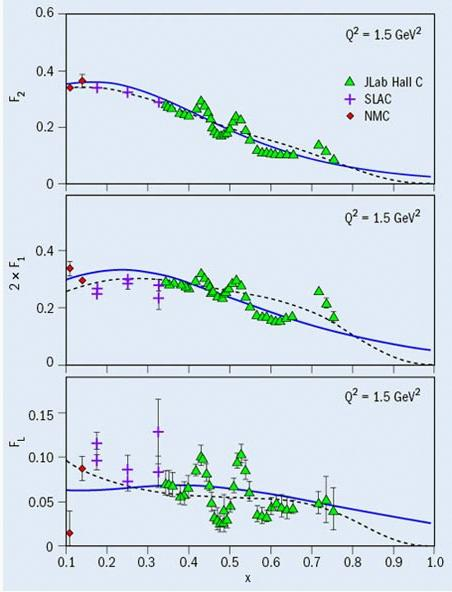 0.6
Q² = 1.5 GeV²
0.4
JLab Hall C
SLAC
NMC
F₂
0.2
0
Q² = 1.5 GeV²
0.4
2 × F₁
0.2
0
Q² = 1.5 GeV²
0.15
F_L
0.10
0.05
0
0.1 0.2 0.3 0.4 0.5 0.6 0.7 0.8 0.9 1.0
x